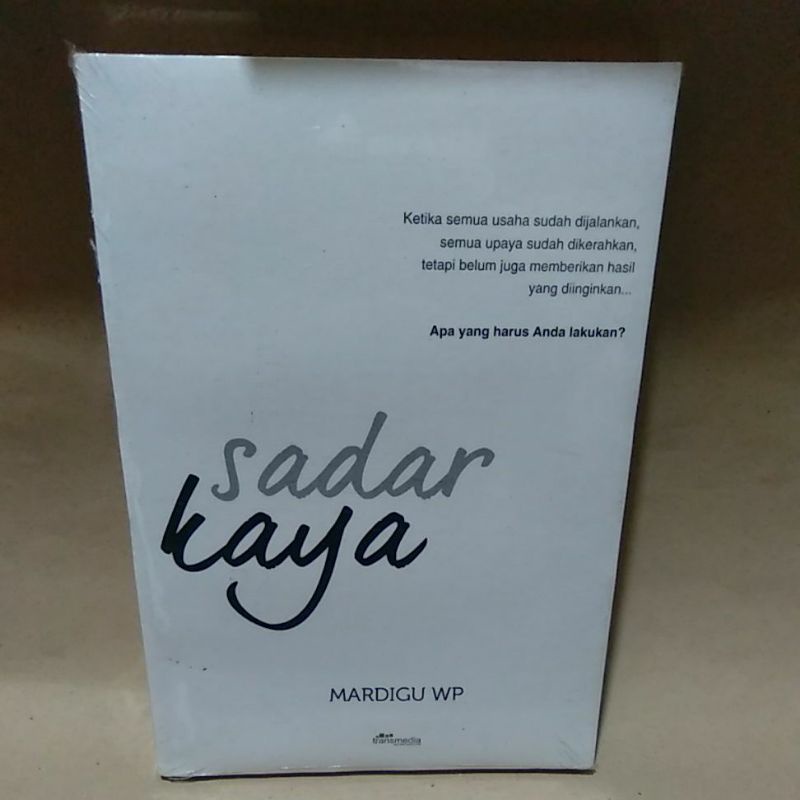 Ketika semua usaha sudah dijalankan,
semua upaya sudah dikerahkan,
tetapi belum juga memberikan hasil
yang diinginkan...
Apa yang harus Anda lakukan?
sadar
kaya
MARDIGU WP
transmedia